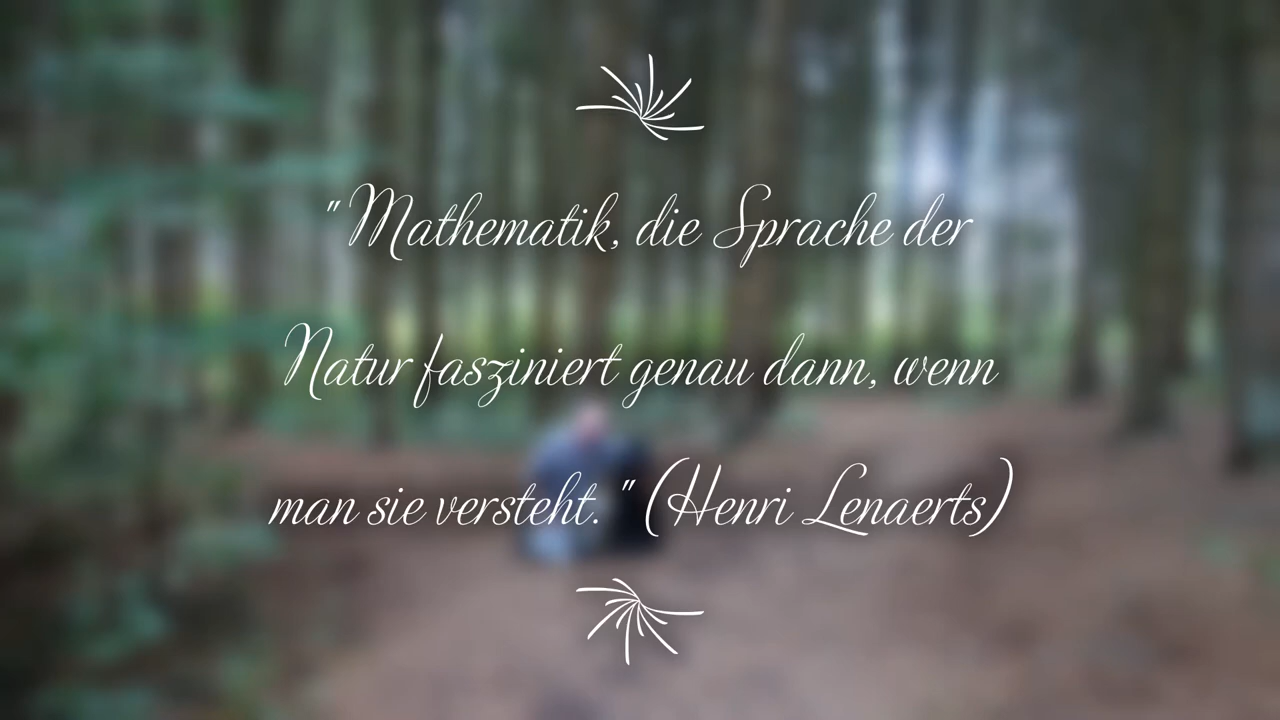 "Mathematik, die Sprache der
Natur fasziniert genau dann, wenn
man sie versteht." (Henri Lenaerts)